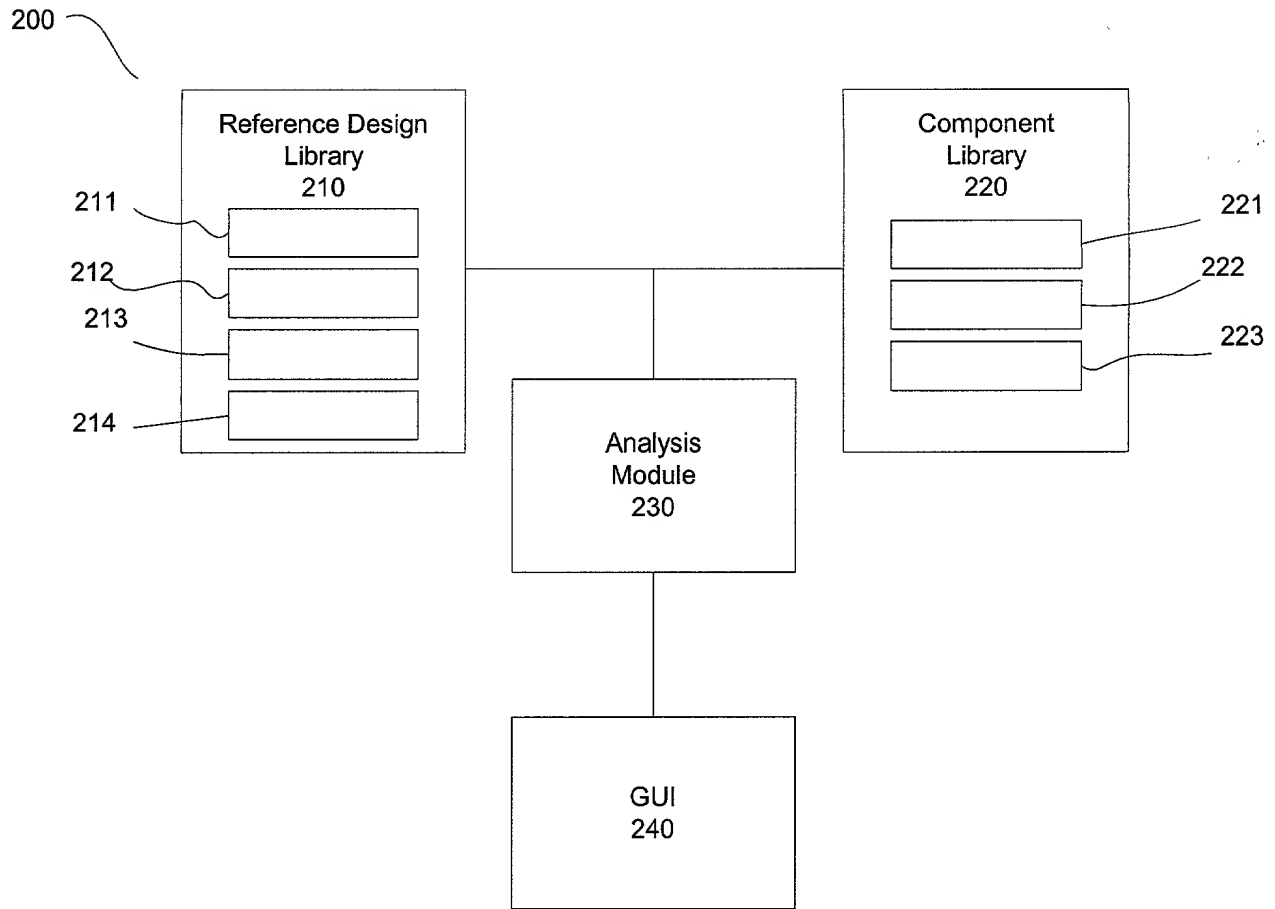 200
Reference Design
Library
210
211
212
213
214
Component
Library
220
221
222
223
Analysis
Module
230
GUI
240